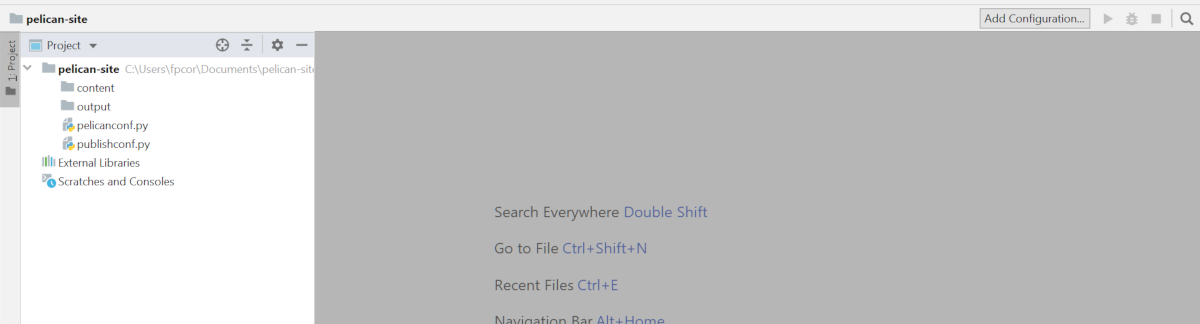 pelican-site
Add Configuration...
1: Project
Project
pelican-site C:\Users\fpcor\Documents\pelican-sit
content
output
pelicanconf.py
publishconf.py
External Libraries
Scratches and Consoles
Search Everywhere Double Shift
Go to File Ctrl+Shift+N
Recent Files Ctrl+E
Navigation Bar Alt+Home